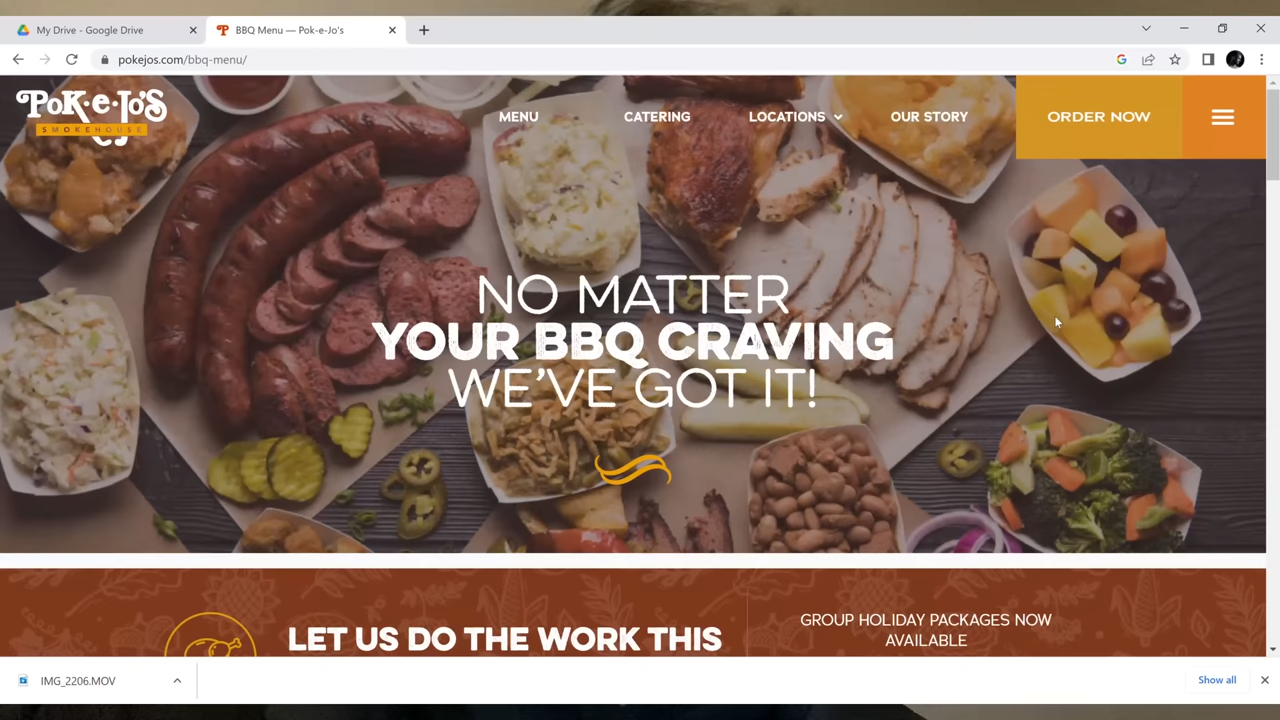 My Drive - Google Drive
BBQ Menu — Pok-e-Jo's
pokejos.com/bbq-menu/
PoK•e•Jo'S
SMOKEHOUSE
MENU
CATERING
LOCATIONS
OUR STORY
ORDER NOW
NO MATTER
YOUR BBQ CRAVING
WE'VE GOT IT!
LET US DO THE WORK THIS
GROUP HOLIDAY PACKAGES NOW
AVAILABLE
IMG_2206.MOV
Show all